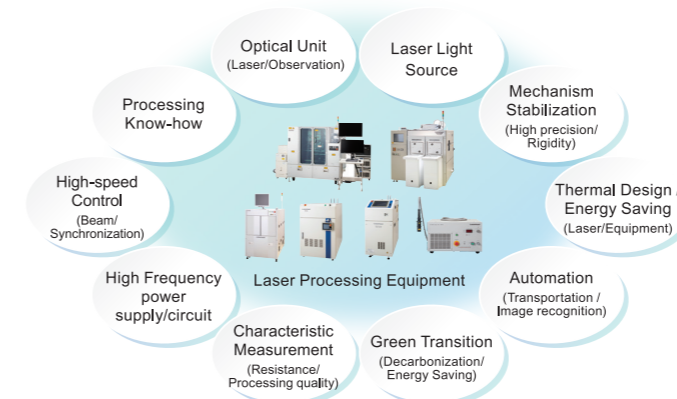 Optical Unit
(Laser/Observation)
Laser Light
Source
Mechanism
Stabilization
(High precision/
Rigidity)
Thermal Design /
Energy Saving
(Laser/Equipment)
Automation
(Transportation /
Image recognition)
Green Transition
(Decarbonization/
Energy Saving)
Characteristic
Measurement
(Resistance/
Processing quality)
High Frequency
power
supply/circuit
High-speed
Control
(Beam/
Synchronization)
Processing
Know-how
Laser Processing Equipment